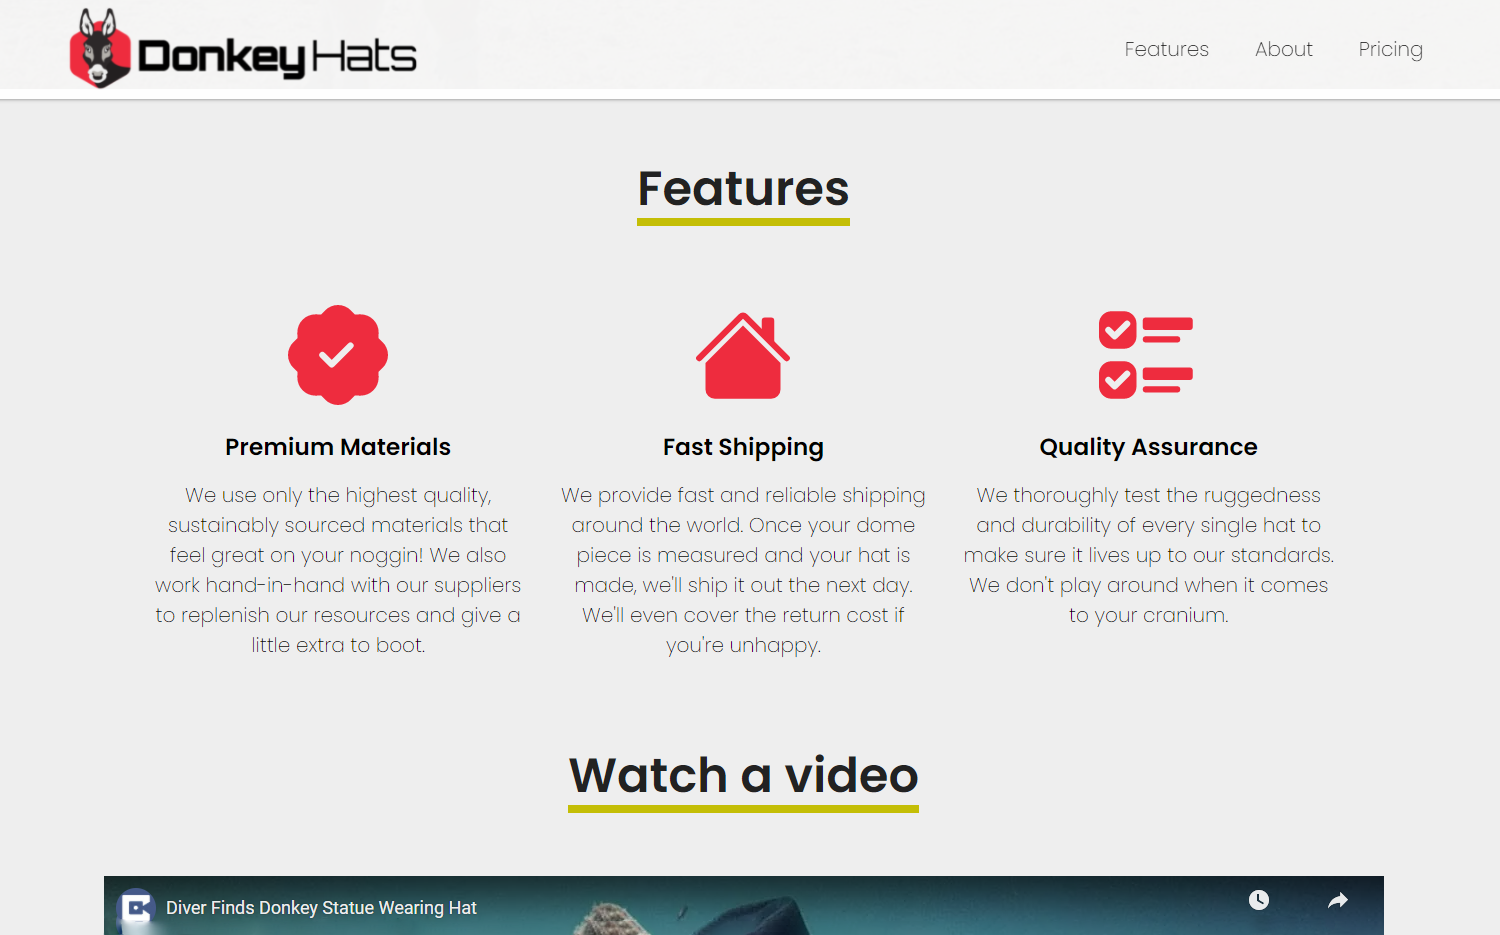 Donkey Hats
Features About Pricing
Features
Premium Materials
We use only the highest quality,
sustainably sourced materials that
feel great on your noggin! We also
work hand-in-hand with our suppliers
to replenish our resources and give a
little extra to boot.
Fast Shipping
We provide fast and reliable shipping
around the world. Once your dome
piece is measured and your hat is
made, we'll ship it out the next day.
We'll even cover the return cost if
you're unhappy.
Quality Assurance
We thoroughly test the ruggedness
and durability of every single hat to
make sure it lives up to our standards.
We don't play around when it comes
to your cranium.
Watch a video
Diver Finds Donkey Statue Wearing Hat